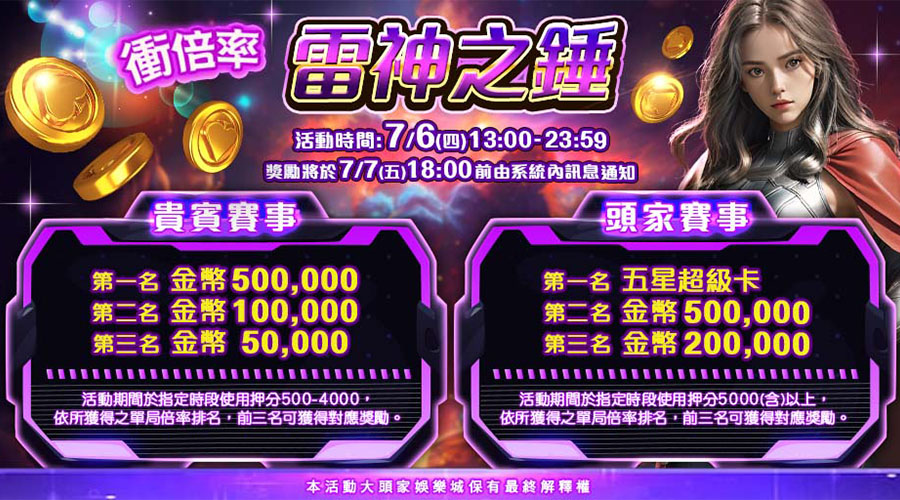 衝倍率
雷神之錘
活動時間:7/6(四)13:00-23:59
獎勵將於7/7(五)18:00前由系統內訊息通知
貴賓賽事
第一名 金幣500,000
第二名 金幣100,000
第三名 金幣 50,000
活動期間於指定時段使用押分500-4000，
依所獲得之單局倍率排名，前三名可獲得對應獎勵。
頭家賽事
第一名 五星超級卡
第二名 金幣500,000
第三名 金幣200,000
活動期間於指定時段使用押分5000(含)以上，
依所獲得之單局倍率排名，前三名可獲得對應獎勵。
本活動大頭家娛樂城保有最終解釋權